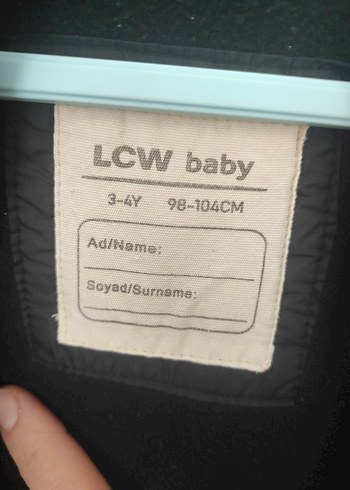 LCW baby
3-4Y 98-104CM
Ad/Name:
Soyad/Surname: